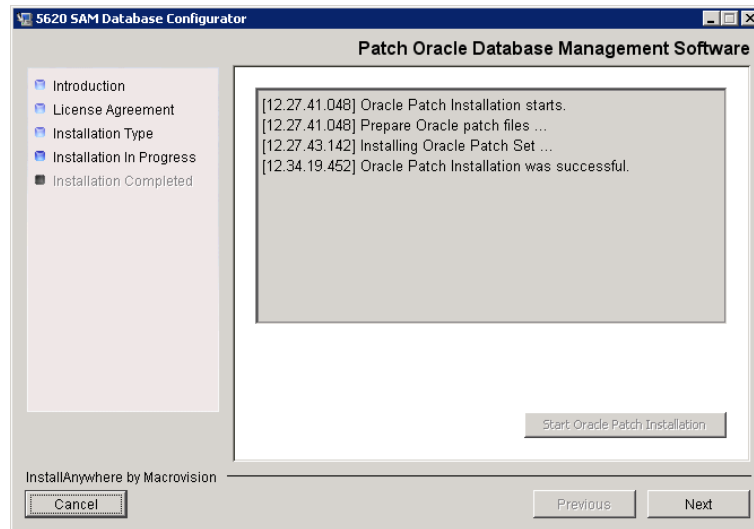 5620 SAM Database Configurator
Patch Oracle Database Management Software
Introduction
License Agreement
Installation Type
Installation In Progress
Installation Completed
[12.27.41.048] Oracle Patch Installation starts.
[12.27.41.048] Prepare Oracle patch files ...
[12.27.43.142] Installing Oracle Patch Set ...
[12.34.19.452] Oracle Patch Installation was successful.
Start Oracle Patch Installation
InstallAnywhere by Macrovision
Cancel
Previous
Next